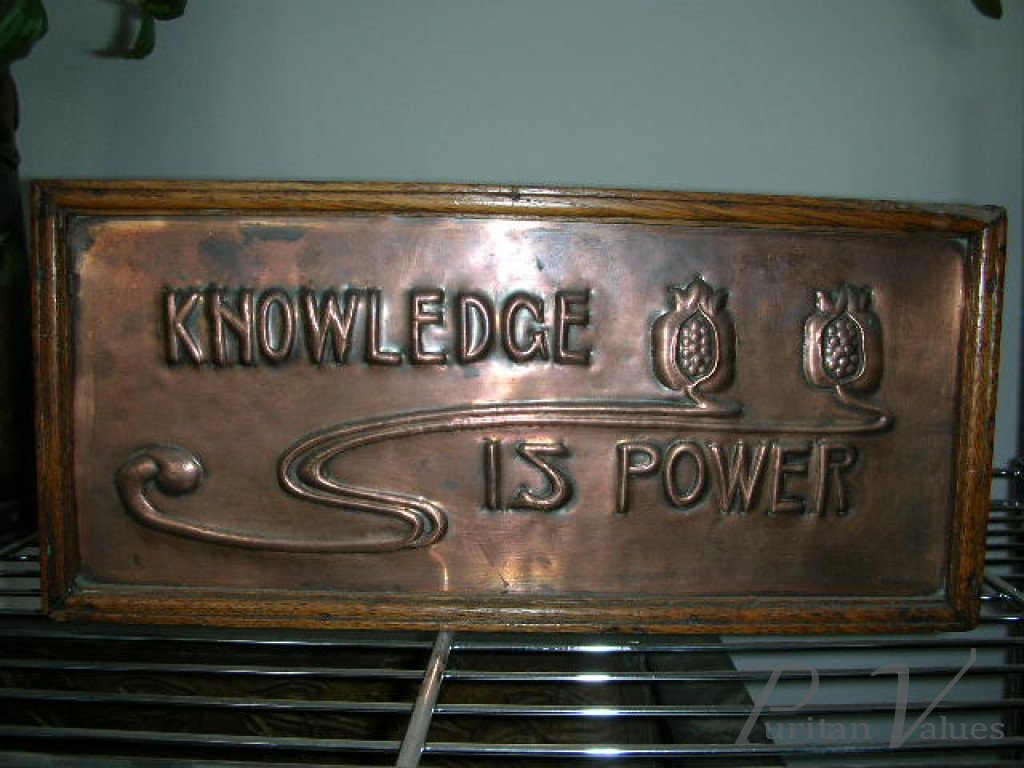 KNOWLEDGE
IS POWER
Puritan Values